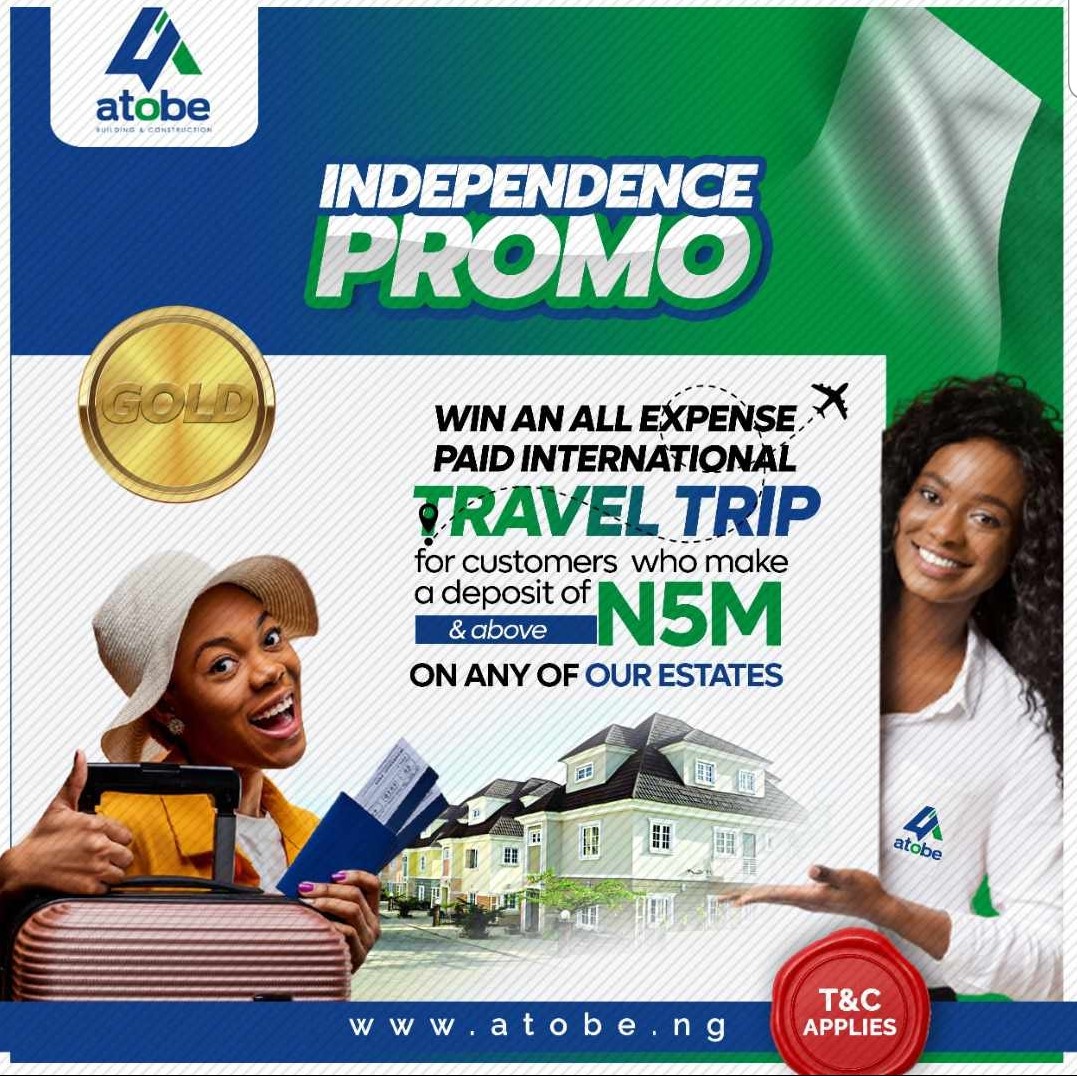 atobe
BUILDING & CONSTRUCTION
INDEPENDENCE
PROMO
GOLD
WIN AN ALL EXPENSE
PAID INTERNATIONAL
TRAVEL TRIP
for customers who make
a deposit of N5M
& above
ON ANY OF OUR ESTATES
atobe
www.atobe.ng
T&C
APPLIES